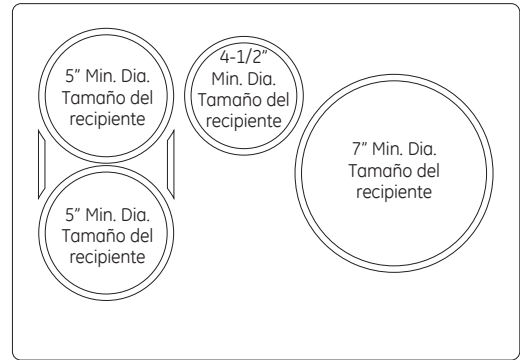 5" Min. Dia.
Tamaño del
recipiente
4-1/2"
Min. Dia.
Tamaño del
recipiente
7" Min. Dia.
Tamaño del
recipiente
5" Min. Dia.
Tamaño del
recipiente